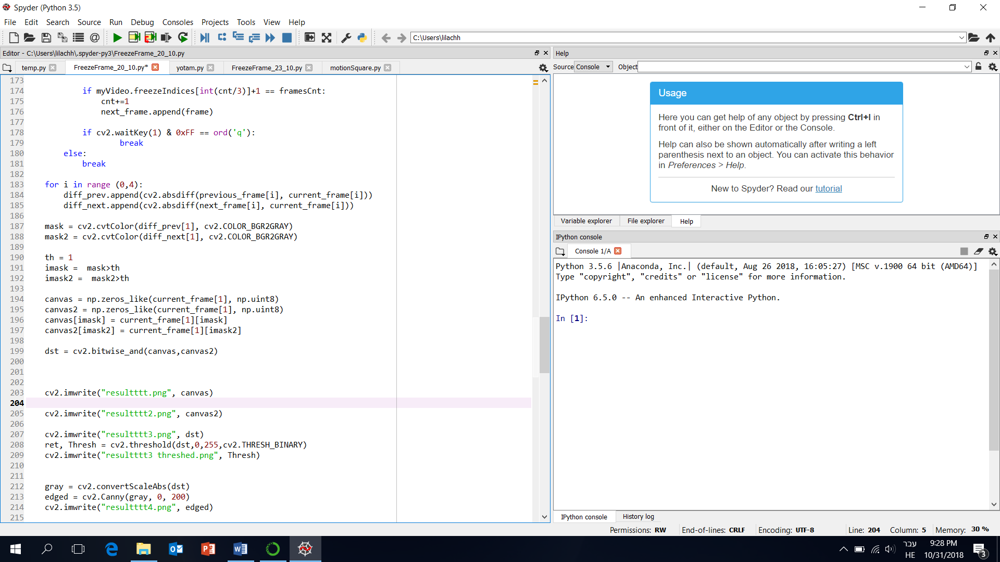 Spyder (Python 3.5)
File Edit Search Source Run Debug Consoles Projects Tools View Help
C:\Users\lilachh
Editor - C:\Users\lilachh\.spyder-py3\FreezeFrame_20_10.py
temp.py FreezeFrame_20_10.py* yotam.py FreezeFrame_23_10.py motionSquare.py
173
174 if myVideo.freezeIndices[int(cnt/3)]+1 == framesCnt:
175 cnt+=1
176 next_frame.append(frame)
177
178 if cv2.waitKey(1) & 0xFF == ord('q'):
179 break
180 else:
181 break
182
183 for i in range (0,4):
184 diff_prev.append(cv2.absdiff(previous_frame[i], current_frame[i]))
185 diff_next.append(cv2.absdiff(next_frame[i], current_frame[i]))
186
187 mask = cv2.cvtColor(diff_prev[1], cv2.COLOR_BGR2GRAY)
188 mask2 = cv2.cvtColor(diff_next[1], cv2.COLOR_BGR2GRAY)
189
190 th = 1
191 imask =  mask>th
192 imask2 =  mask2>th
193
194 canvas = np.zeros_like(current_frame[1], np.uint8)
195 canvas2 = np.zeros_like(current_frame[1], np.uint8)
196 canvas[imask] = current_frame[1][imask]
197 canvas2[imask2] = current_frame[1][imask2]
198
199 dst = cv2.bitwise_and(canvas,canvas2)
200
201
202
203 cv2.imwrite("resultttt.png", canvas)
204
205 cv2.imwrite("resultttt2.png", canvas2)
206
207 cv2.imwrite("resultttt3.png", dst)
208 ret, Thresh = cv2.threshold(dst,0,255,cv2.THRESH_BINARY)
209 cv2.imwrite("resultttt3 threshed.png", Thresh)
210
211
212 gray = cv2.convertScaleAbs(dst)
213 edged = cv2.Canny(gray, 0, 200)
214 cv2.imwrite("resultttt4.png", edged)
215
Help
Source Console Object
Usage
Here you can get help of any object by pressing Ctrl+I in
front of it, either on the Editor or the Console.
Help can also be shown automatically after writing a left
parenthesis next to an object. You can activate this behavior
in Preferences > Help.
New to Spyder? Read our tutorial
Variable explorer File explorer Help
IPython console
Console 1/A
Python 3.5.6 |Anaconda, Inc.| (default, Aug 26 2018, 16:05:27) [MSC v.1900 64 bit (AMD64)]
Type "copyright", "credits" or "license" for more information.
IPython 6.5.0 -- An enhanced Interactive Python.
In [1]:
IPython console History log
Permissions: RW End-of-lines: CRLF Encoding: UTF-8 Line: 204 Column: 5 Memory: 30 %
עבר
HE
9:28 PM
10/31/2018
3